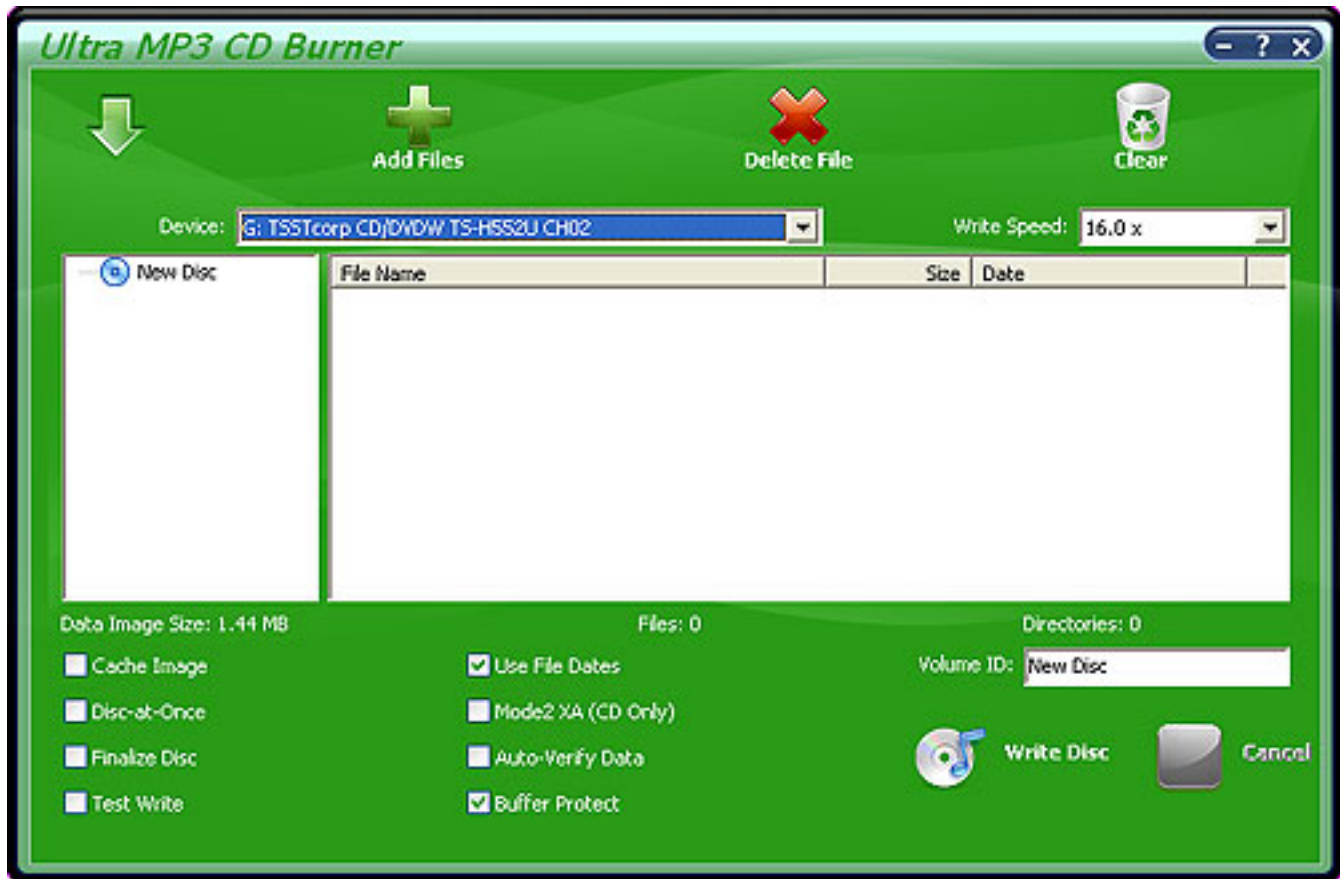 Ultra MP3 CD Burner
Add Files
Delete File
Clear
Device: G: TSSTcorp CD/DVDW TS-H552U CH02
Write Speed: 16.0 x
New Disc
File Name Size Date
Data Image Size: 1.44 MB
Files: 0
Directories: 0
Cache Image
Use File Dates
Volume ID: New Disc
Disc-at-Once
Mode2 XA (CD Only)
Finalize Disc
Auto-Verify Data
Write Disc
Cancel
Test Write
Buffer Protect